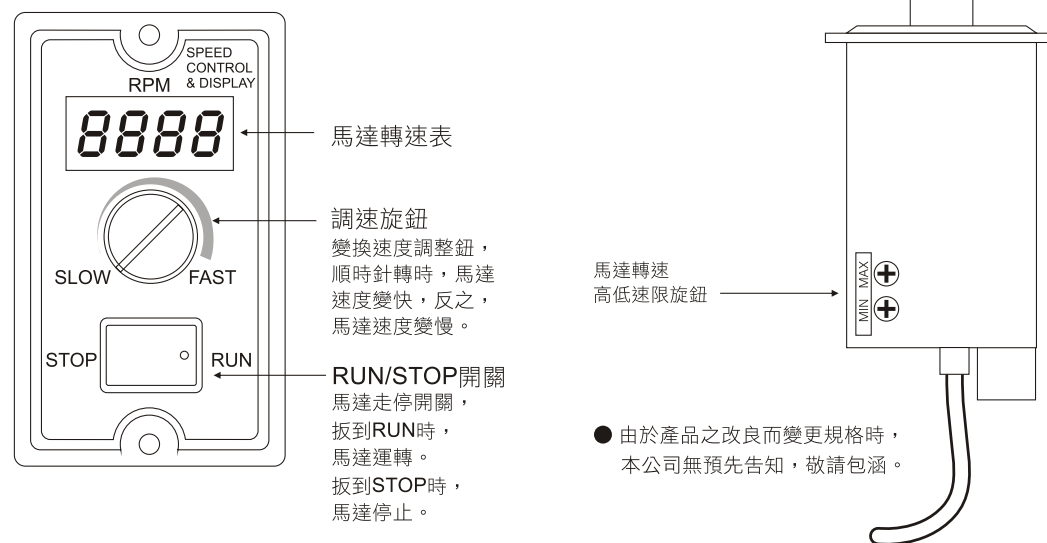 SPEED
CONTROL
& DISPLAY
RPM
8888
SLOW
FAST
STOP
RUN
馬達轉速表
調速旋鈕
變換速度調整鈕，
順時針轉時，馬達
速度變快，反之，
馬達速度變慢。
RUN/STOP開關
馬達走停開關，
扳到RUN時，
馬達運轉。
扳到STOP時，
馬達停止。
馬達轉速
高低速限旋鈕
MAX
MIN
● 由於產品之改良而變更規格時，
本公司無預先告知，敬請包涵。